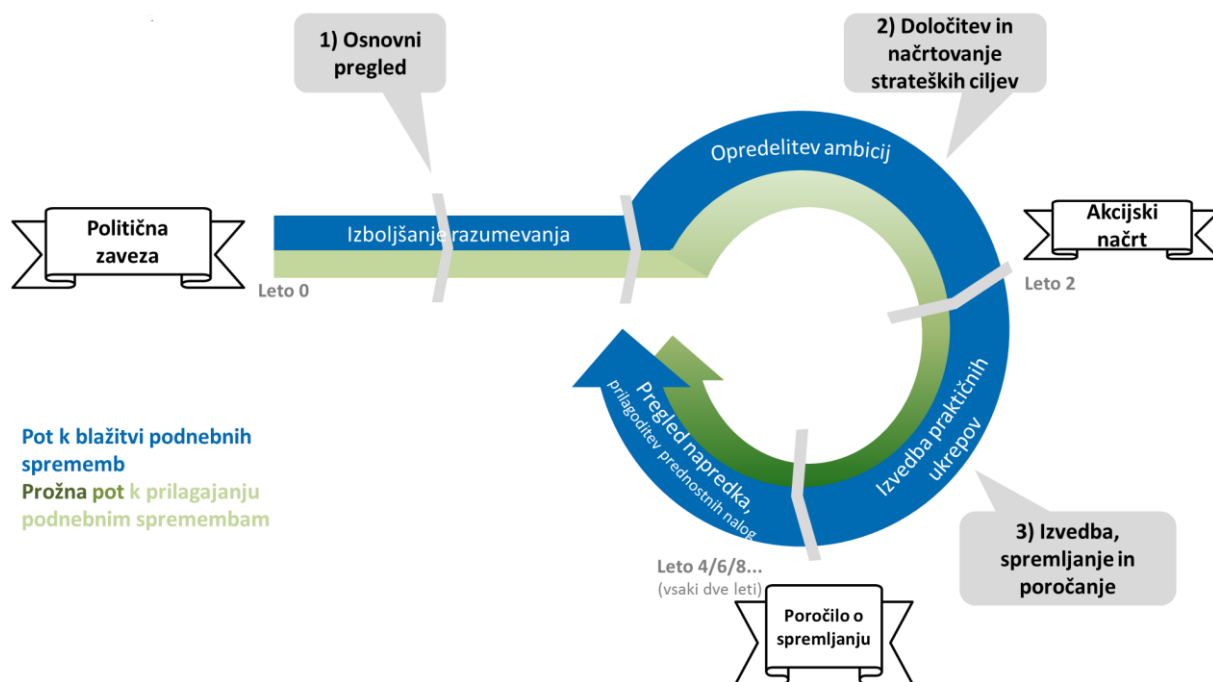 1) Osnovni
pregled
2) Določitev in
načrtovanje
strateških ciljev
Opredelitev ambicij
Politična
zaveza
Izboljšanje razumevanja
Akcijski
načrt
Leto 0
Leto 2
Izvedba praktičnih
ukrepov
Pregled napredka,
prilagoditev prednostnih nalog
Pot k blažitvi podnebnih
sprememb
Prožna pot k prilagajanju
podnebnim spremembam
3) Izvedba,
spremljanje in
poročanje
Leto 4/6/8...
(vsaki dve leti)
Poročilo o
spremljanju